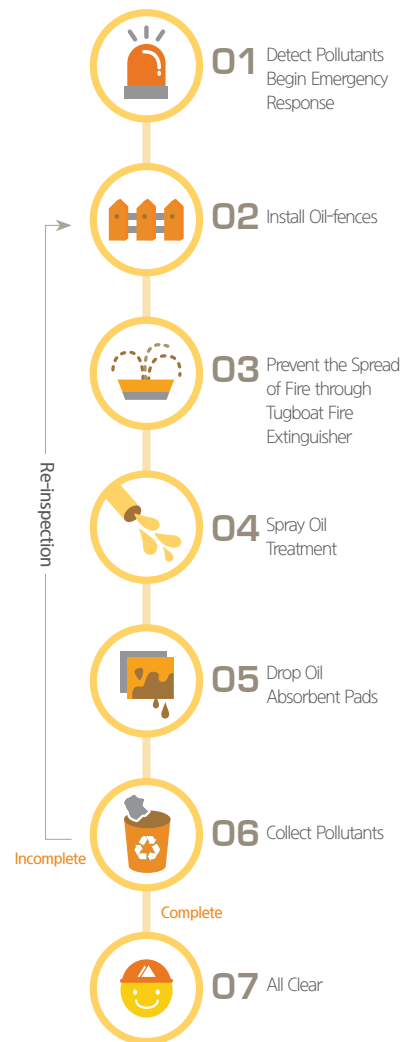 01 Detect Pollutants
Begin Emergency
Response
02 Install Oil-fences
03 Prevent the Spread
of Fire through
Tugboat Fire
Extinguisher
Re-inspection
04 Spray Oil
Treatment
05 Drop Oil
Absorbent Pads
06 Collect Pollutants
Incomplete
Complete
07 All Clear